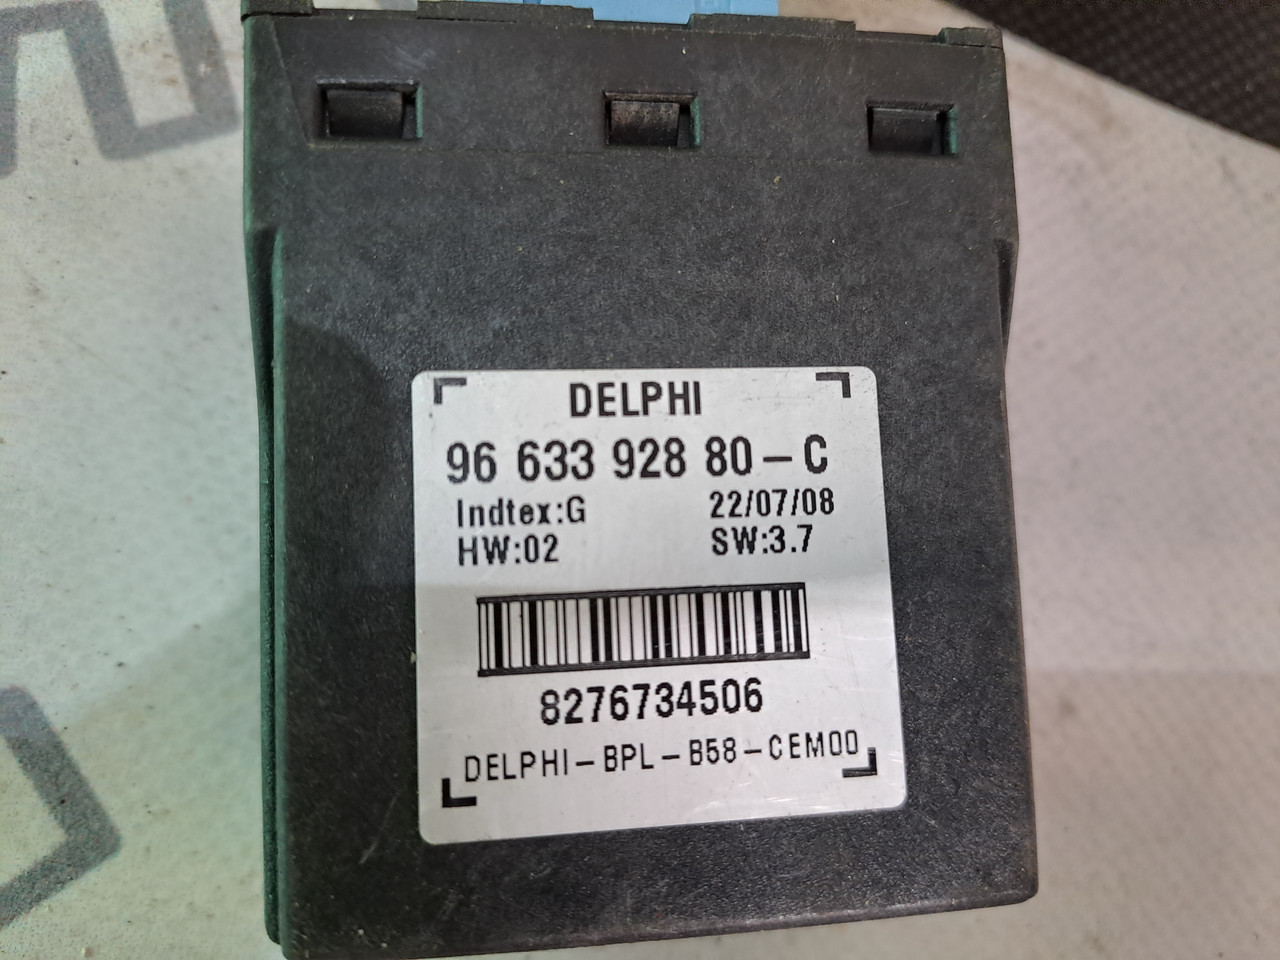 DELPHI
96 633 928 80-C
Indtex:G 22/07/08
HW:02 SW:3.7
8276734506
DELPHI-BPL-B58-CEM00